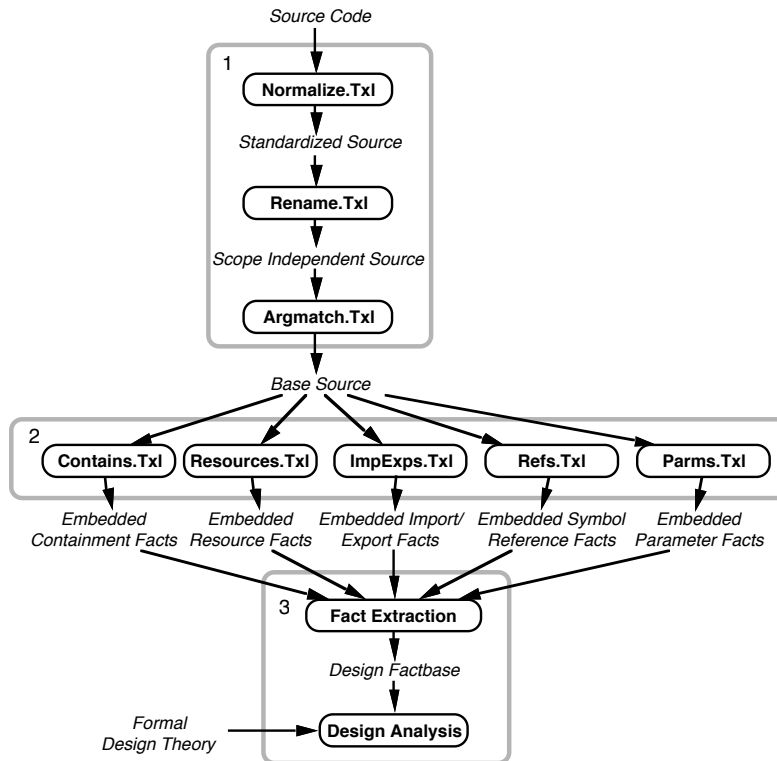 Source Code
1
Normalize.Txl
Standardized Source
Rename.Txl
Scope Independent Source
Argmatch.Txl
Base Source
2
Contains.Txl
Resources.Txl
ImpExps.Txl
Refs.Txl
Parms.Txl
Embedded
Containment Facts
Embedded
Resource Facts
Embedded Import/
Export Facts
Embedded Symbol
Reference Facts
Embedded
Parameter Facts
3
Fact Extraction
Design Factbase
Formal
Design Theory
Design Analysis